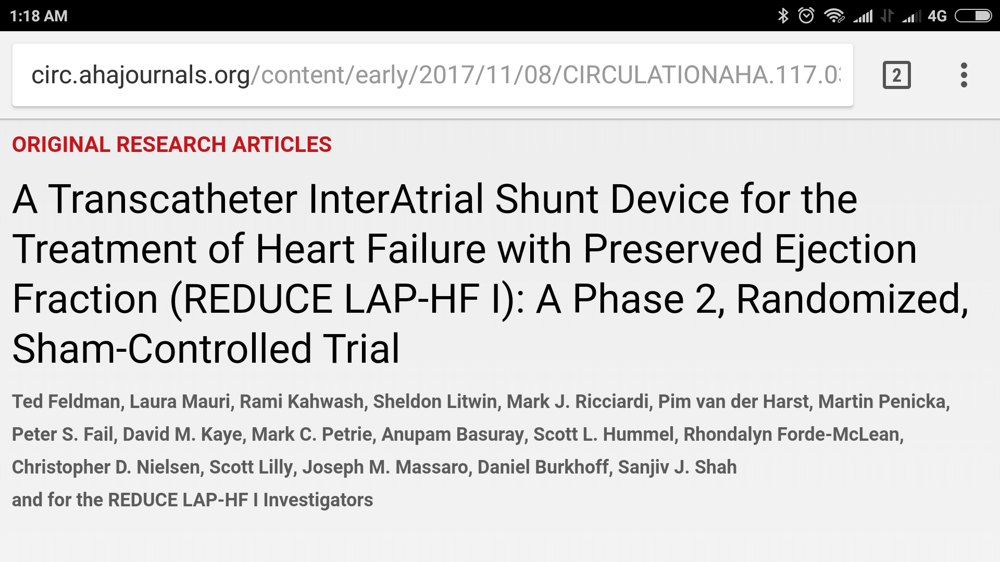 1:18 AM
4G
circ.ahajournals.org/content/early/2017/11/08/CIRCULATIONAHA.117.03
2
ORIGINAL RESEARCH ARTICLES
A Transcatheter InterAtrial Shunt Device for the
Treatment of Heart Failure with Preserved Ejection
Fraction (REDUCE LAP-HF I): A Phase 2, Randomized,
Sham-Controlled Trial
Ted Feldman, Laura Mauri, Rami Kahwash, Sheldon Litwin, Mark J. Ricciardi, Pim van der Harst, Martin Penicka,
Peter S. Fail, David M. Kaye, Mark C. Petrie, Anupam Basuray, Scott L. Hummel, Rhondalyn Forde-McLean,
Christopher D. Nielsen, Scott Lilly, Joseph M. Massaro, Daniel Burkhoff, Sanjiv J. Shah
and for the REDUCE LAP-HF I Investigators